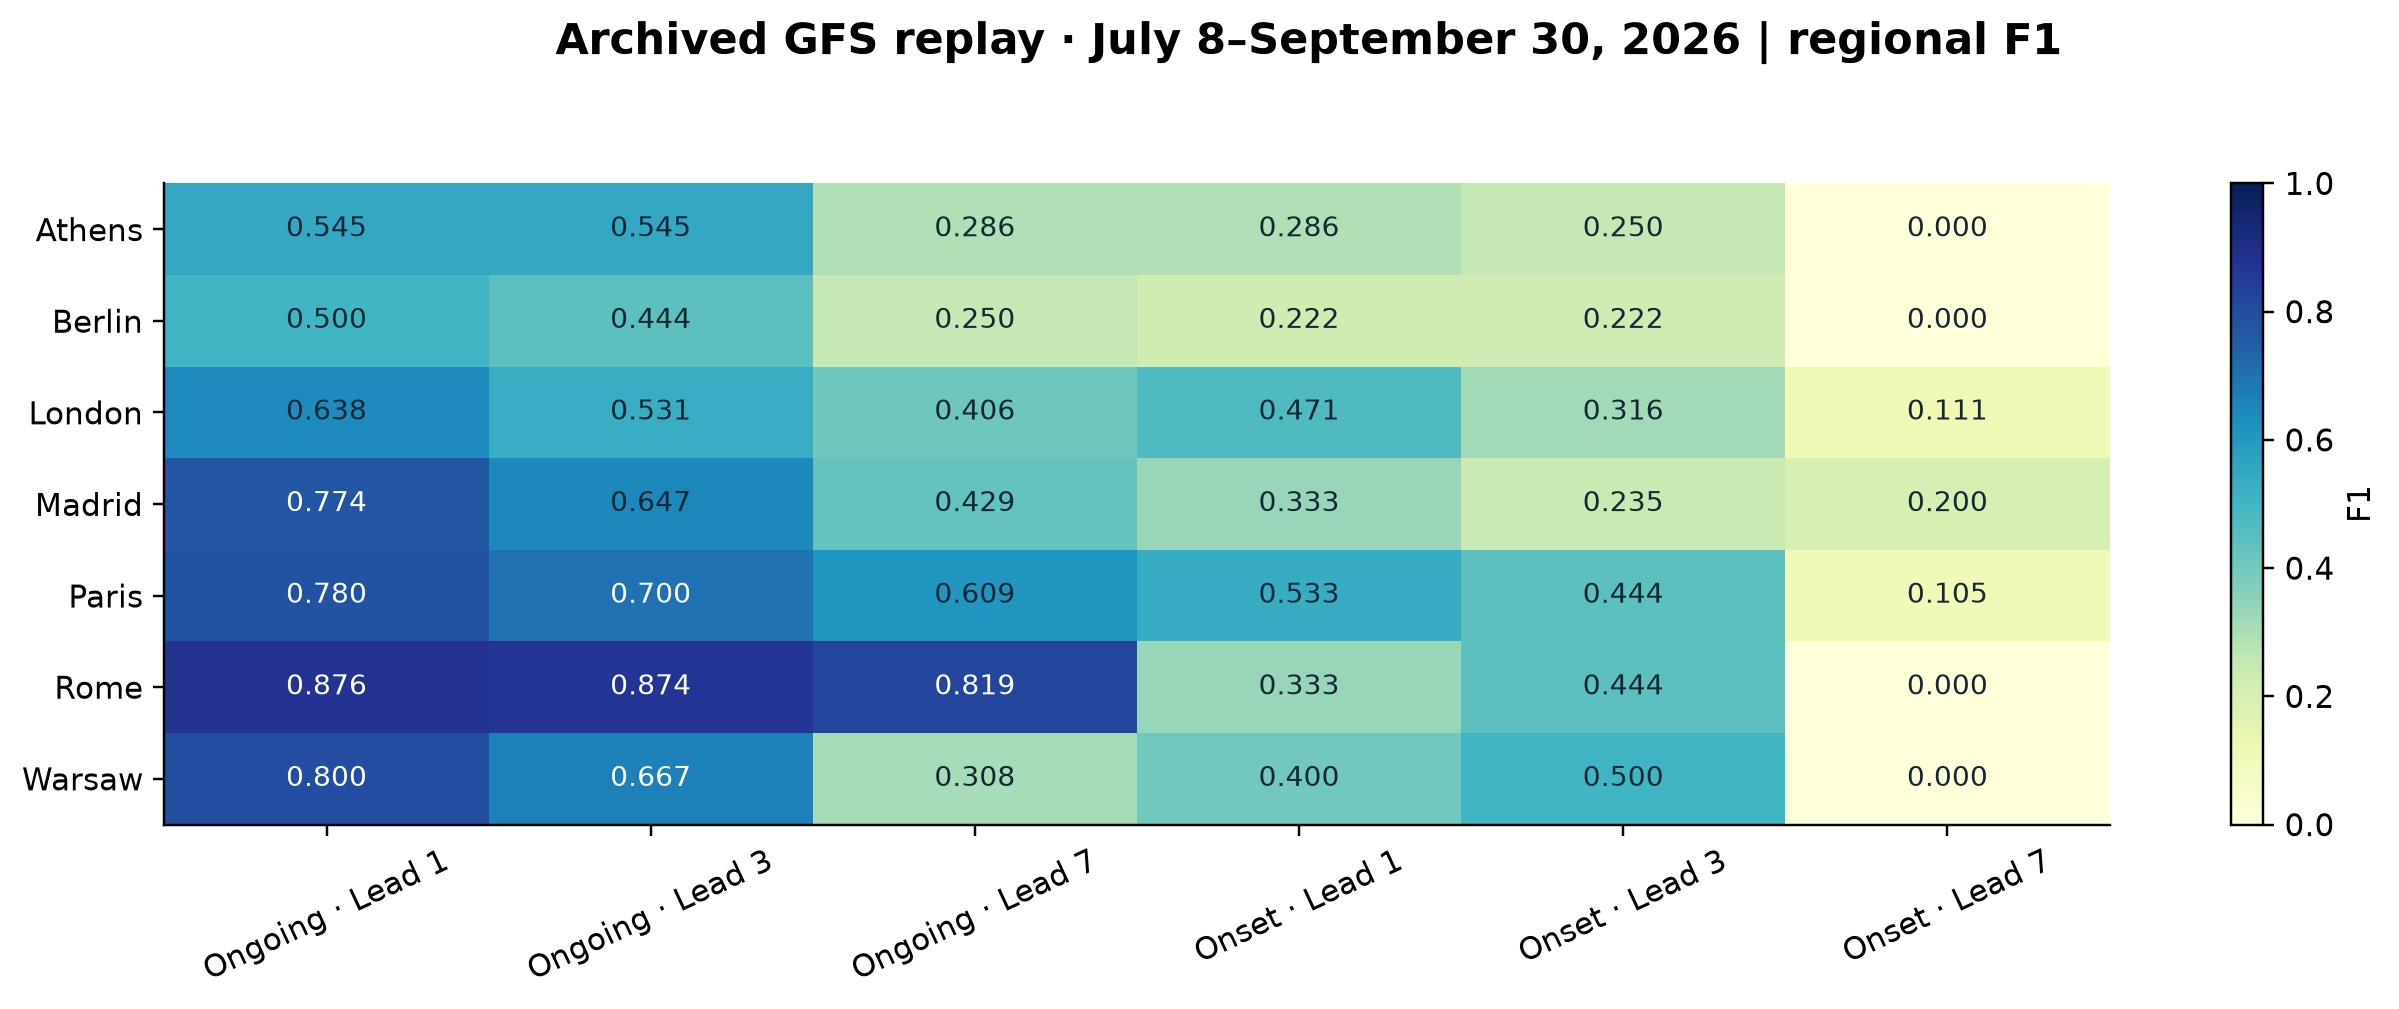 Archived GFS replay · July 8–September 30, 2026 | regional F1
Athens 0.545 0.545 0.286 0.286 0.250 0.000
Berlin 0.500 0.444 0.250 0.222 0.222 0.000
London 0.638 0.531 0.406 0.471 0.316 0.111
Madrid 0.774 0.647 0.429 0.333 0.235 0.200
Paris 0.780 0.700 0.609 0.533 0.444 0.105
Rome 0.876 0.874 0.819 0.333 0.444 0.000
Warsaw 0.800 0.667 0.308 0.400 0.500 0.000
Ongoing · Lead 1
Ongoing · Lead 3
Ongoing · Lead 7
Onset · Lead 1
Onset · Lead 3
Onset · Lead 7
1.0
0.8
0.6
0.4
0.2
0.0
F1